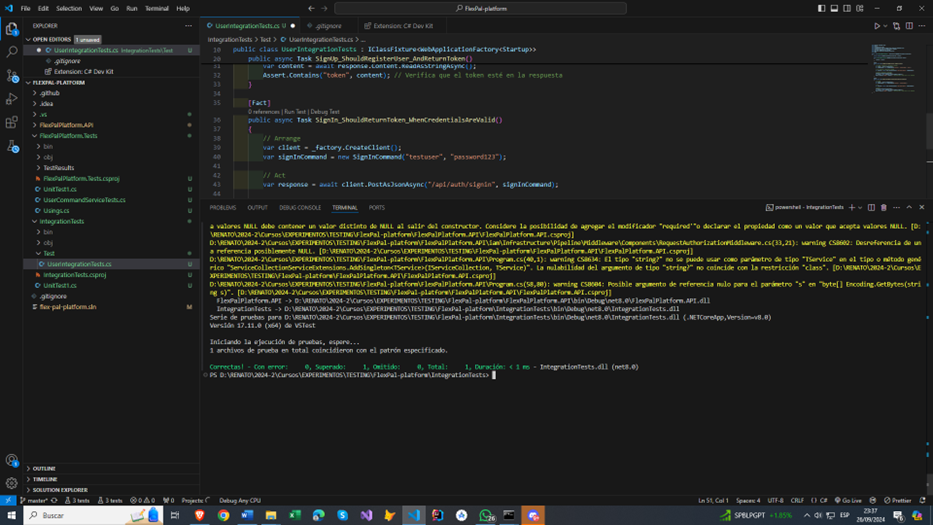 File Edit Selection View Go Run Terminal Help
FlexPal-platform
EXPLORER
OPEN EDITORS 1 unsaved
UserIntegrationTests.cs IntegrationTests\Test
.gitignore
Extension: C# Dev Kit
FLEXPAL-PLATFORM
.github
.idea
.vs
FlexPalPlatform.API
FlexPalPlatform.Tests
bin
obj
TestResults
FlexPalPlatform.Tests.csproj U
UnitTest1.cs U
UserCommandServiceTests.cs U
Usings.cs U
IntegrationTests
bin
obj
Test
UserIntegrationTests.cs U
IntegrationTests.csproj U
UnitTest1.cs U
.gitignore
flex-pal-platform.sln
OUTLINE
TIMELINE
SOLUTION EXPLORER
UserIntegrationTests.cs U
.gitignore
Extension: C# Dev Kit
IntegrationTests > Test > UserIntegrationTests.cs > ...
10 public class UserIntegrationTests : IClassFixture<WebApplicationFactory<Startup>>
20 public async Task SignUp_ShouldRegisterUser_AndReturnToken()
31 var content = await response.Content.ReadAsStringAsync();
32 Assert.Contains("token", content); // Verifica que el token esté en la respuesta
33 }
34
35 [Fact]
0 references | Run Test | Debug Test
36 public async Task SignIn_ShouldReturnToken_WhenCredentialsAreValid()
37 {
38 // Arrange
39 var client = _factory.CreateClient();
40 var signInCommand = new SignInCommand("testuser", "password123");
41
42 // Act
43 var response = await client.PostAsJsonAsync("/api/auth/signin", signInCommand);
44
PROBLEMS OUTPUT DEBUG CONSOLE TERMINAL PORTS
powershell - IntegrationTests
a valores NULL debe contener un valor distinto de NULL al salir del constructor. Considere la posibilidad de agregar el modificador "required" o declarar el propiedad como un valor que acepta valores NULL. [D:
\RENATO\2024-2\Cursos\EXPERIMENTOS\TESTING\FlexPal-platform\FlexPalPlatform.API\FlexPalPlatform.API.csproj]
D:\RENATO\2024-2\Cursos\EXPERIMENTOS\TESTING\FlexPal-platform\FlexPalPlatform.API\iam\Infrastructure\Pipeline\Middleware\Components\RequestAuthorizationMiddleware.cs(33,21): warning CS8602: Desreferencia de un
a referencia posiblemente NULL. [D:\RENATO\2024-2\Cursos\EXPERIMENTOS\TESTING\FlexPal-platform\FlexPalPlatform.API\FlexPalPlatform.API.csproj]
D:\RENATO\2024-2\Cursos\EXPERIMENTOS\TESTING\FlexPal-platform\FlexPalPlatform.API\Program.cs(40,1): warning CS8634: El tipo "string?" no se puede usar como parámetro de tipo "TService" en el tipo o método gené
rico "ServiceCollectionServiceExtensions.AddSingleton<TService>(IServiceCollection, TService)". La nulabilidad del argumento de tipo "string?" no coincide con la restricción "class". [D:\RENATO\2024-2\Cursos\E
XPERIMENTOS\TESTING\FlexPal-platform\FlexPalPlatform.API\FlexPalPlatform.API.csproj]
D:\RENATO\2024-2\Cursos\EXPERIMENTOS\TESTING\FlexPal-platform\FlexPalPlatform.API\Program.cs(58,80): warning CS8604: Posible argumento de referencia nulo para el parámetro "s" en "byte[] Encoding.GetBytes(stri
ng s)". [D:\RENATO\2024-2\Cursos\EXPERIMENTOS\TESTING\FlexPal-platform\FlexPalPlatform.API\FlexPalPlatform.API.csproj]
FlexPalPlatform.API -> D:\RENATO\2024-2\Cursos\EXPERIMENTOS\TESTING\FlexPal-platform\FlexPalPlatform.API\bin\Debug\net8.0\FlexPalPlatform.API.dll
IntegrationTests -> D:\RENATO\2024-2\Cursos\EXPERIMENTOS\TESTING\FlexPal-platform\IntegrationTests\bin\Debug\net8.0\IntegrationTests.dll
Serie de pruebas para D:\RENATO\2024-2\Cursos\EXPERIMENTOS\TESTING\FlexPal-platform\IntegrationTests\bin\Debug\net8.0\IntegrationTests.dll (.NETCoreApp,Version=v8.0)
Versión 17.11.0 (x64) de VSTest
Iniciando la ejecución de pruebas, espere...
1 archivos de prueba en total coincidieron con el patrón especificado.
Correctas! - Con error: 0, Superado: 1, Omitido: 0, Total: 1, Duración: < 1 ms - IntegrationTests.dll (net8.0)
PS D:\RENATO\2024-2\Cursos\EXPERIMENTOS\TESTING\FlexPal-platform\IntegrationTests>
master* 3 tests 3 tests 0 0 0 Projects: Debug Any CPU
Ln 51, Col 1 Spaces: 4 UTF-8 CRLF C# Go Live Prettier
Buscar
26
SPBLPGPT +1.85%
ESP
23:37
26/09/2024